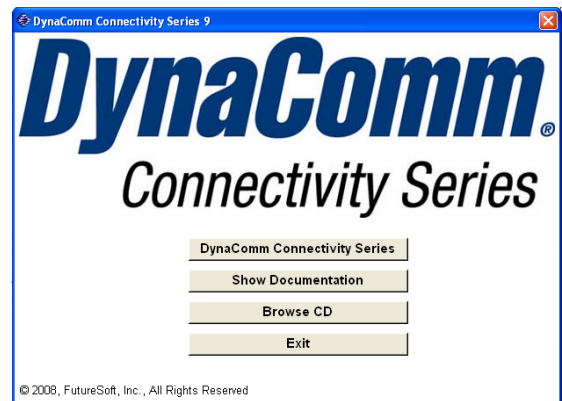 DynaComm Connectivity Series 9
DynaComm®
Connectivity Series
DynaComm Connectivity Series
Show Documentation
Browse CD
Exit
© 2008, FutureSoft, Inc., All Rights Reserved